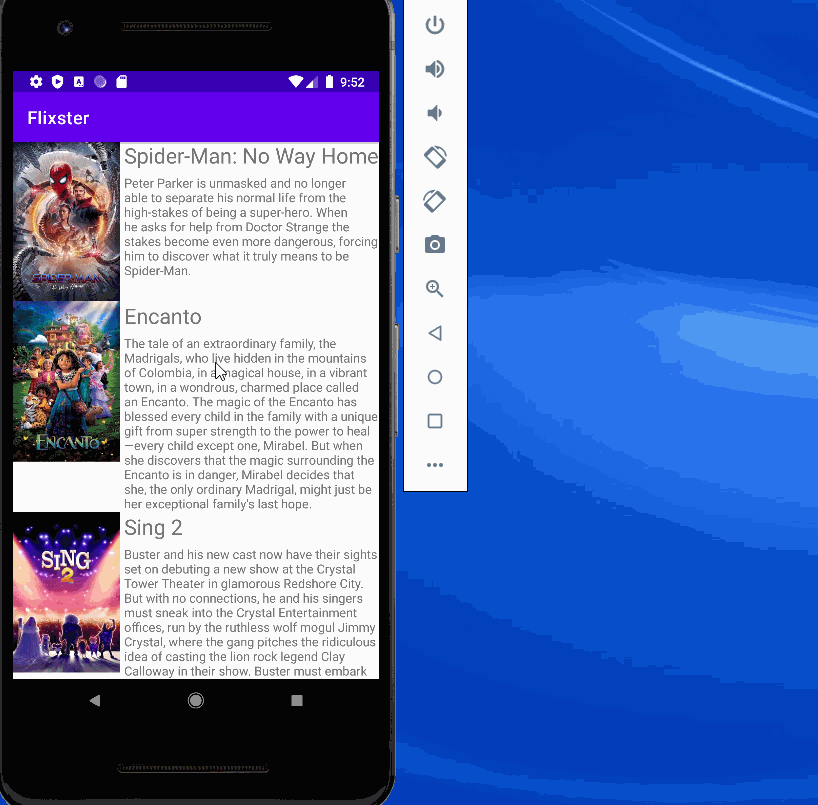 9:52
Flixster
Spider-Man: No Way Home
Peter Parker is unmasked and no longer
able to separate his normal life from the
high-stakes of being a super-hero. When
he asks for help from Doctor Strange the
stakes become even more dangerous, forcing
him to discover what it truly means to be
Spider-Man.
SPIDER-MAN
No Way Home
Encanto
The tale of an extraordinary family, the
Madrigals, who live hidden in the mountains
of Colombia, in a magical house, in a vibrant
town, in a wondrous, charmed place called
an Encanto. The magic of the Encanto has
blessed every child in the family with a unique
gift from super strength to the power to heal
—every child except one, Mirabel. But when
she discovers that the magic surrounding the
Encanto is in danger, Mirabel decides that
she, the only ordinary Madrigal, might just be
her exceptional family's last hope.
ENCANTO
Sing 2
Buster and his new cast now have their sights
set on debuting a new show at the Crystal
Tower Theater in glamorous Redshore City.
But with no connections, he and his singers
must sneak into the Crystal Entertainment
offices, run by the ruthless wolf mogul Jimmy
Crystal, where the gang pitches the ridiculous
idea of casting the lion rock legend Clay
Calloway in their show. Buster must embark
SING
2